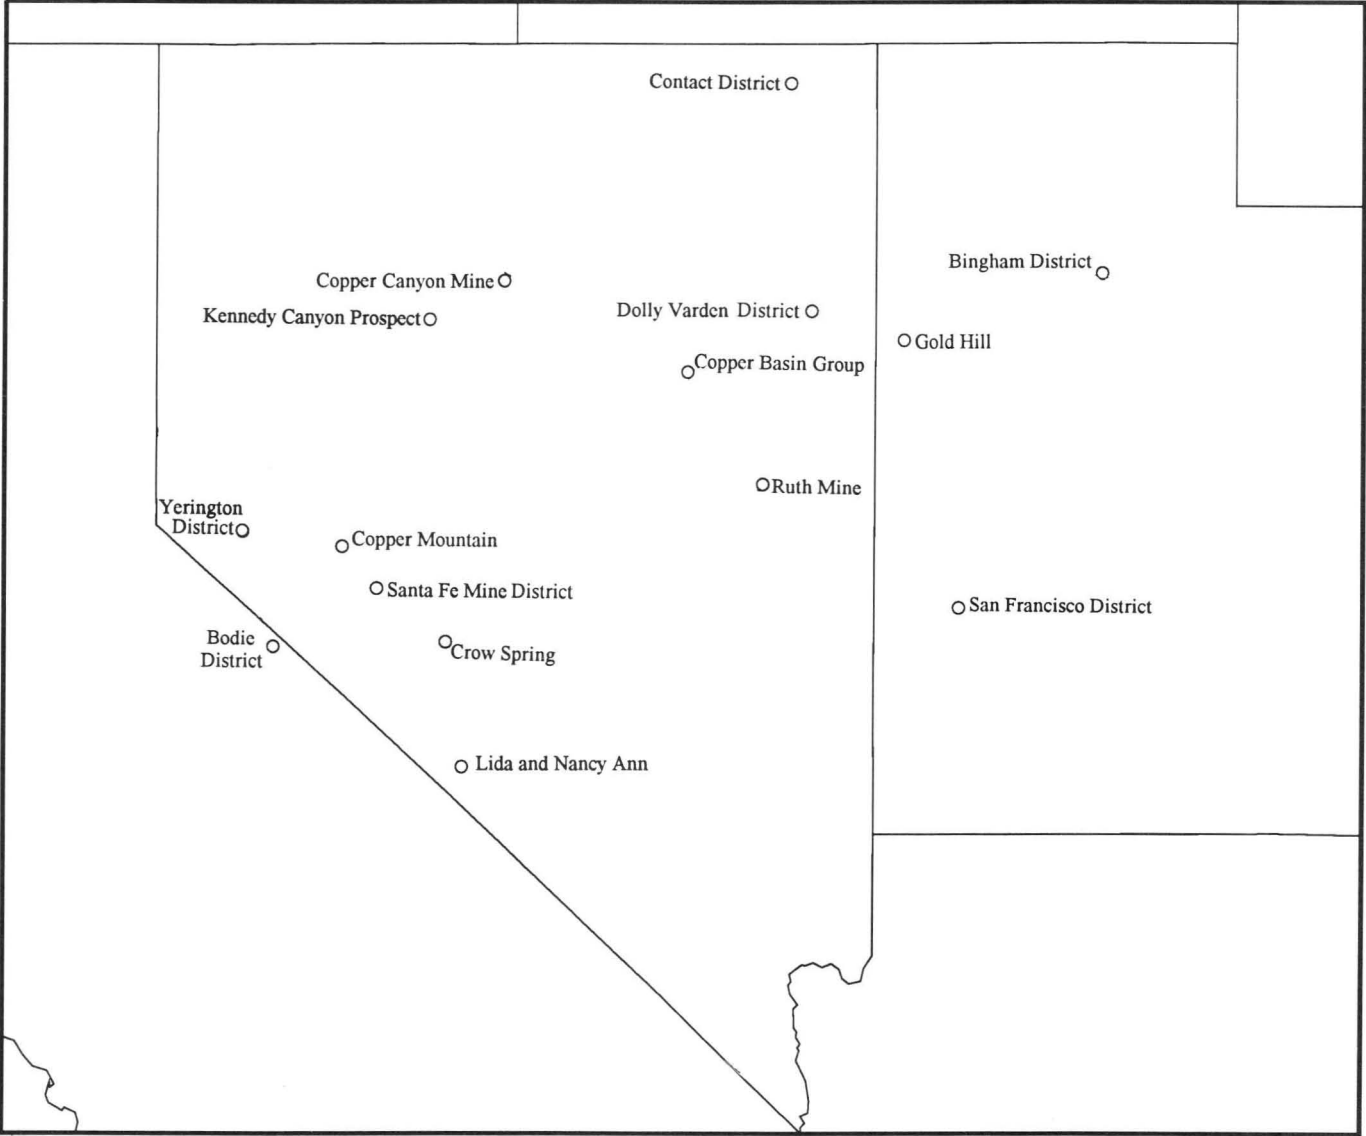 Contact District
Bingham District
Copper Canyon Mine
Dolly Varden District
Kennedy Canyon Prospect
Gold Hill
Copper Basin Group
Ruth Mine
Yerington
District
Copper Mountain
Santa Fe Mine District
San Francisco District
Bodie
District
Crow Spring
Lida and Nancy Ann